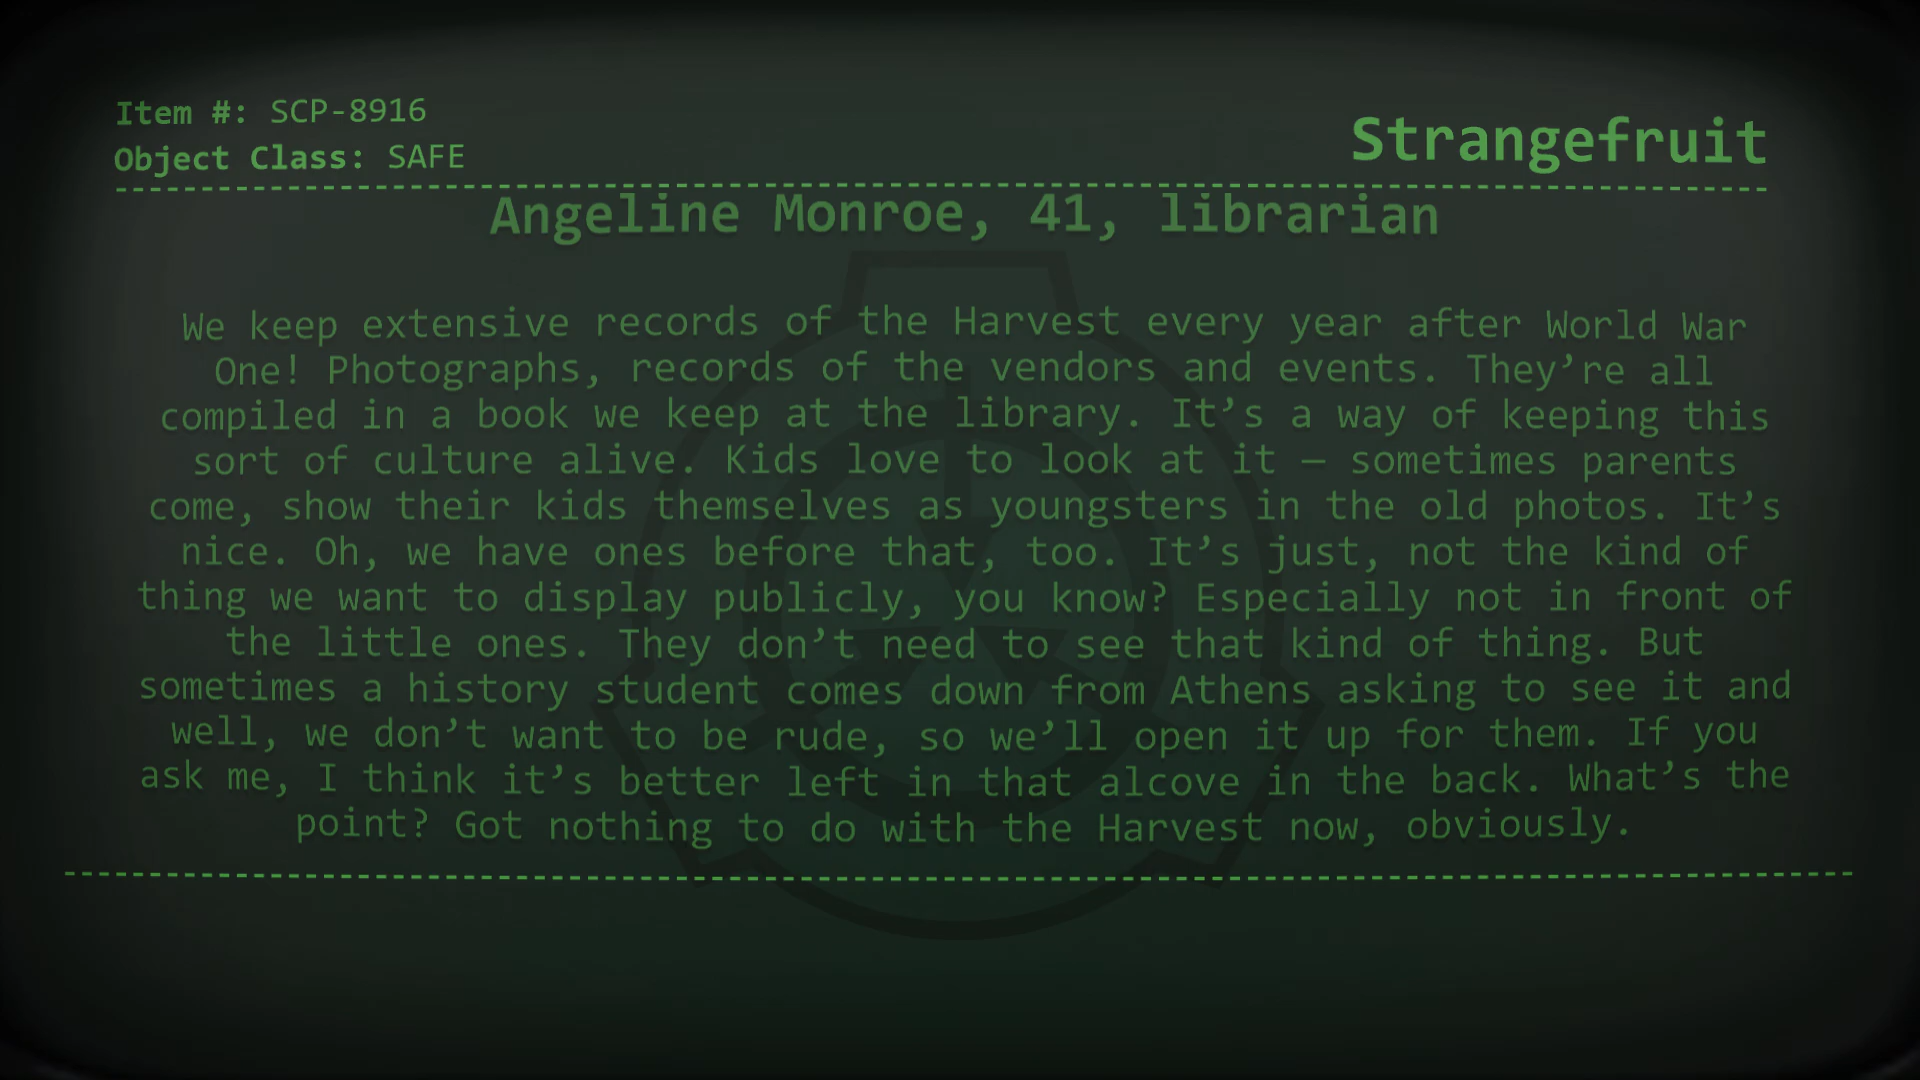 Item #: SCP-8916
Object Class: SAFE
Strangefruit
Angeline Monroe, 41, librarian
We keep extensive records of the Harvest every year after World War
One! Photographs, records of the vendors and events. They’re all
compiled in a book we keep at the library. It’s a way of keeping this
sort of culture alive. Kids love to look at it — sometimes parents
come, show their kids themselves as youngsters in the old photos. It’s
nice. Oh, we have ones before that, too. It’s just, not the kind of
thing we want to display publicly, you know? Especially not in front of
the little ones. They don’t need to see that kind of thing. But
sometimes a history student comes down from Athens asking to see it and
well, we don’t want to be rude, so we’ll open it up for them. If you
ask me, I think it’s better left in that alcove in the back. What’s the
point? Got nothing to do with the Harvest now, obviously.